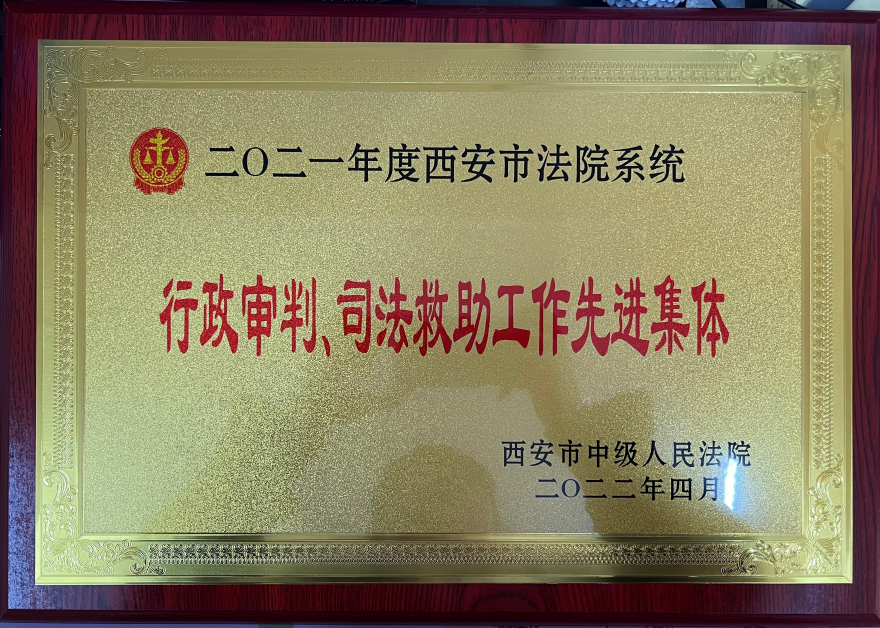 二〇二一年度西安市法院系统
行政审判、司法救助工作先进集体
西安市中级人民法院
二〇二二年四月